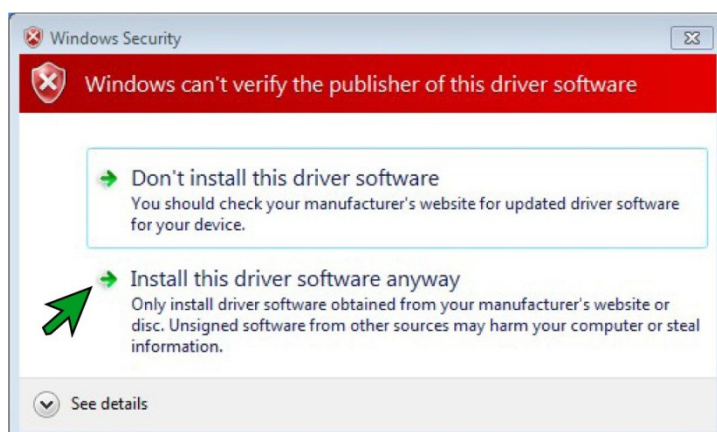 Windows Security
Windows can't verify the publisher of this driver software
Don't install this driver software
You should check your manufacturer's website for updated driver software
for your device.
Install this driver software anyway
Only install driver software obtained from your manufacturer's website or
disc. Unsigned software from other sources may harm your computer or steal
information.
See details